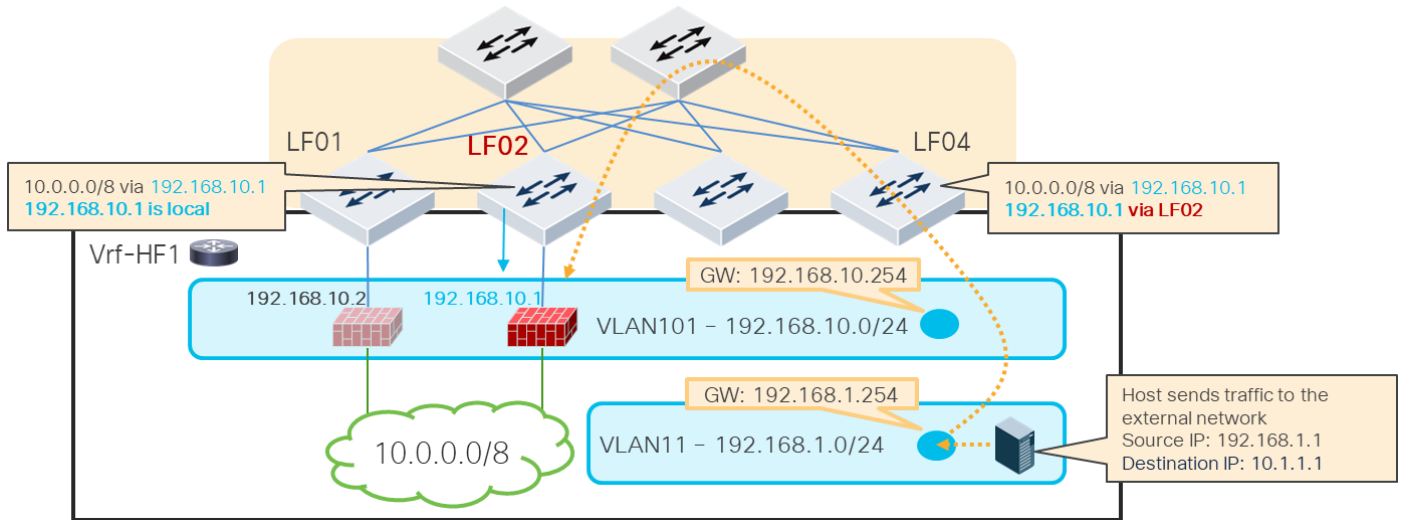 LF01
LF02
LF04
10.0.0.0/8 via 192.168.10.1
192.168.10.1 is local
10.0.0.0/8 via 192.168.10.1
192.168.10.1 via LF02
Vrf-HF1
GW: 192.168.10.254
192.168.10.2
192.168.10.1
VLAN101 – 192.168.10.0/24
GW: 192.168.1.254
VLAN11 – 192.168.1.0/24
10.0.0.0/8
Host sends traffic to the
external network
Source IP: 192.168.1.1
Destination IP: 10.1.1.1